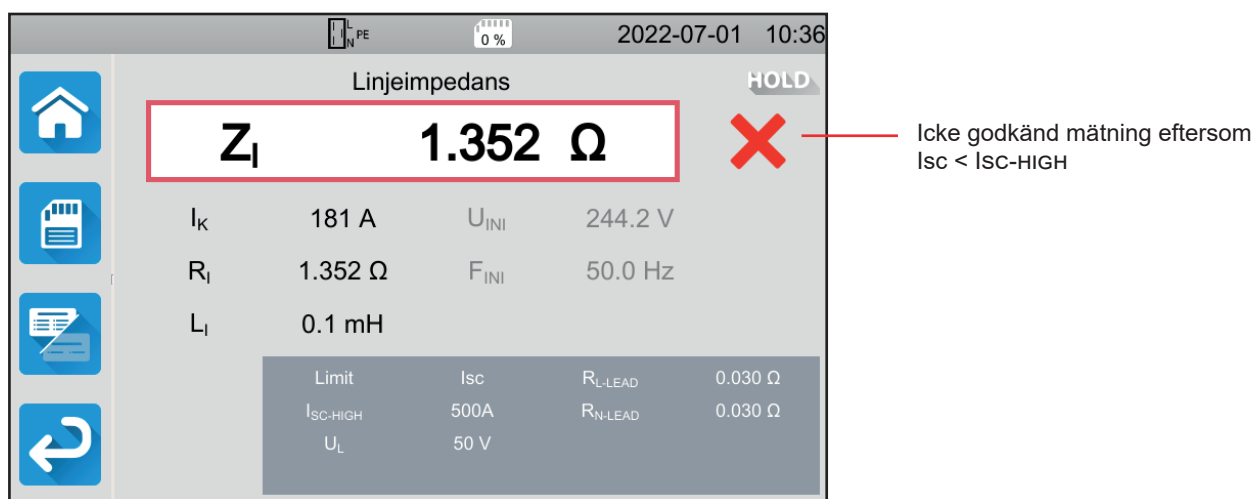 L
N PE
0 % 2022-07-01 10:36
Linjeimpedans HOLD
ZI 1.352 Ω
Icke godkänd mätning eftersom
Isc < Isc-HIGH
IK 181 A UINI 244.2 V
RI 1.352 Ω FINI 50.0 Hz
LI 0.1 mH
Limit Isc RL-LEAD 0.030 Ω
ISC-HIGH 500A RN-LEAD 0.030 Ω
UL 50 V